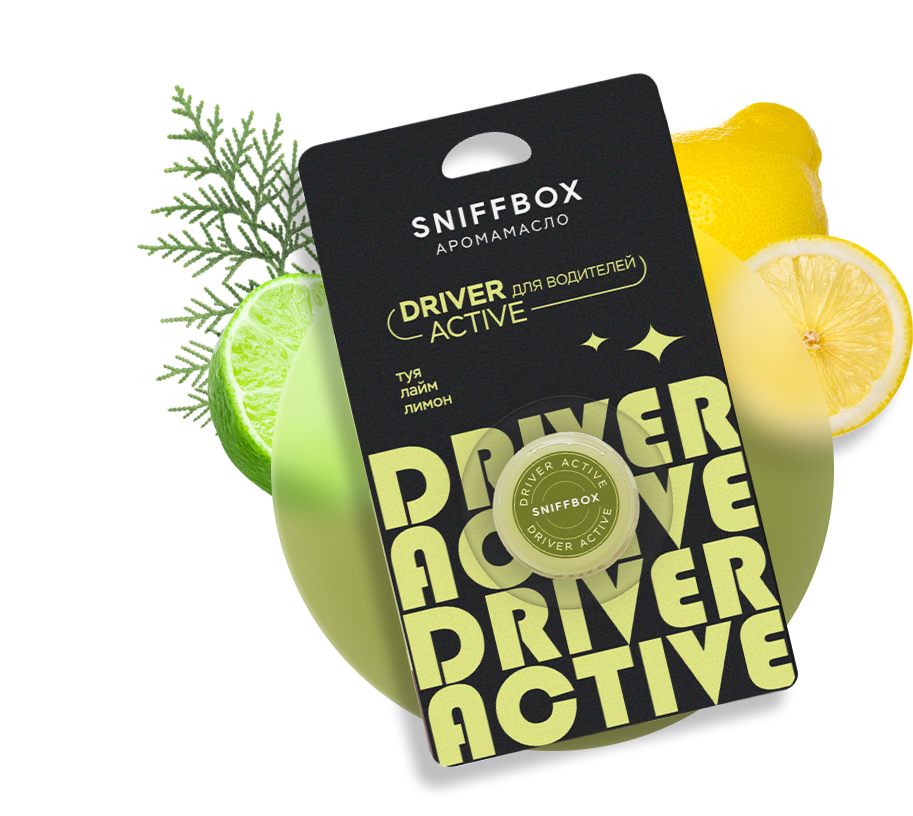 SNIFFBOX
АРОМАМАСЛО
DRIVER ДЛЯ ВОДИТЕЛЕЙ
ACTIVE
туя
лайм
лимон
DRIVER
ACTIVE
DRIVER
ACTIVE
DRIVER ACTIVE
SNIFFBOX
DRIVER ACTIVE